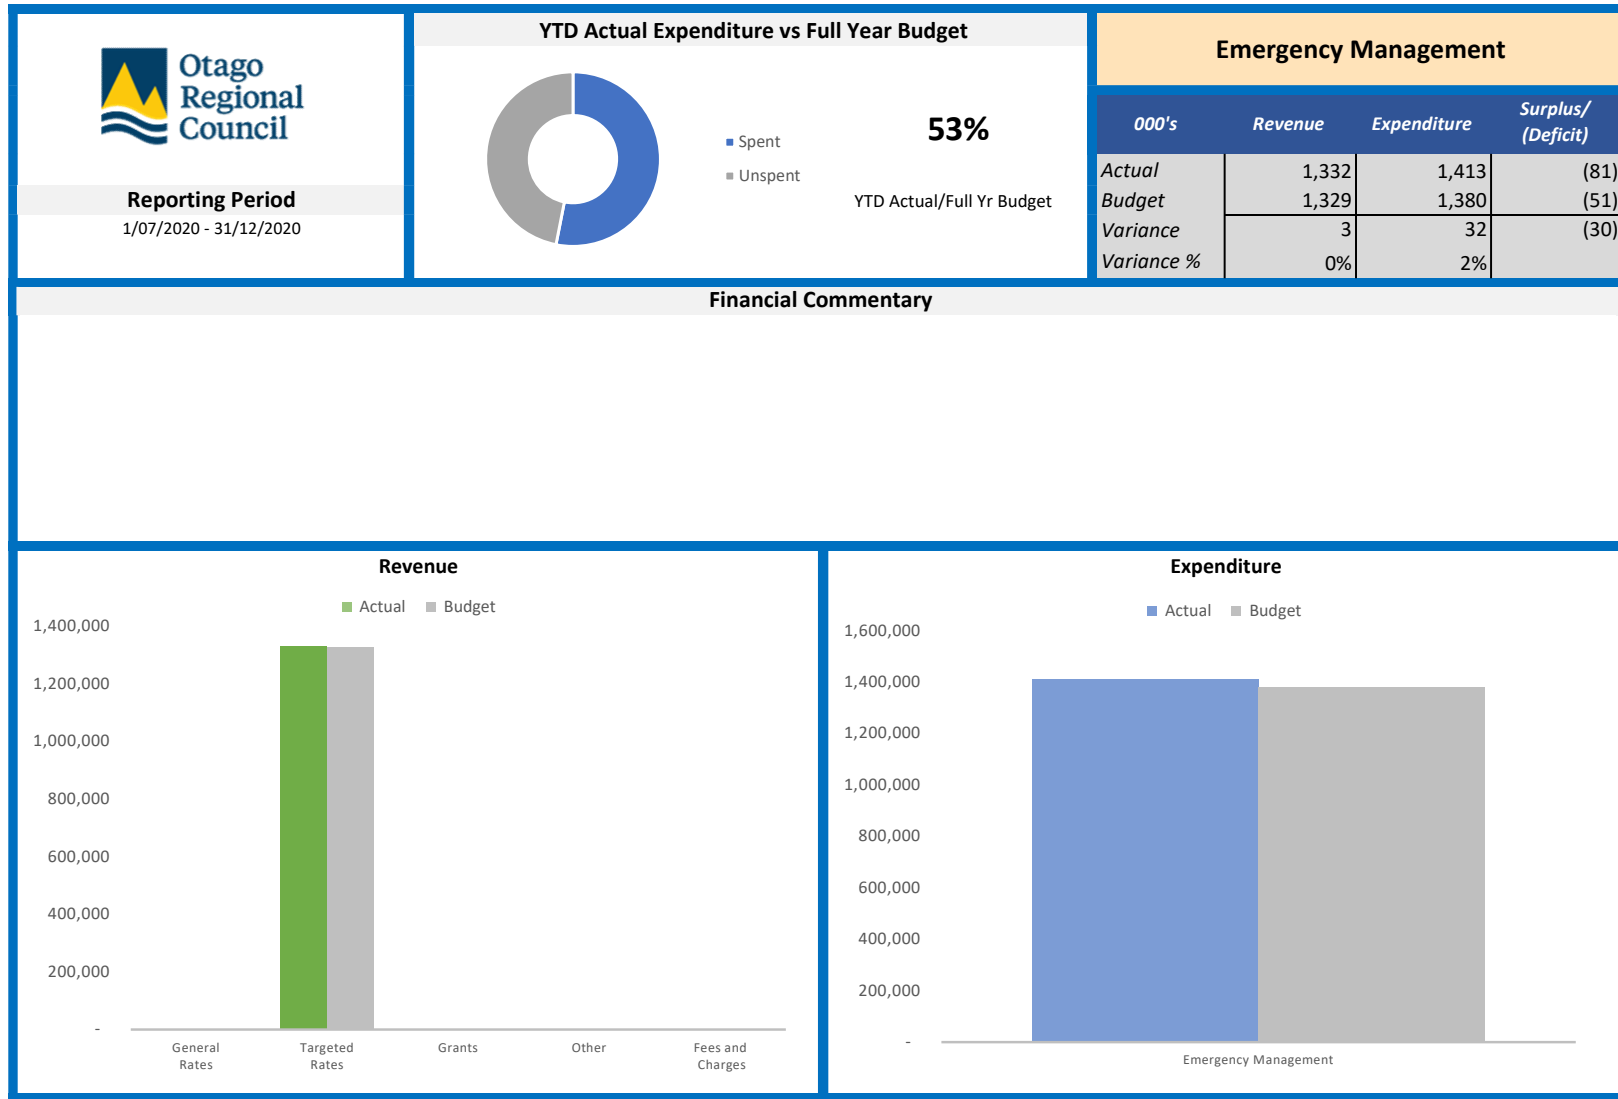 Otago
Regional
Council
Reporting Period
1/07/2020 - 31/12/2020
YTD Actual Expenditure vs Full Year Budget
Spent
Unspent
53%
YTD Actual/Full Yr Budget
Emergency Management
000's Revenue Expenditure Surplus/ (Deficit)
Actual 1,332 1,413 (81)
Budget 1,329 1,380 (51)
Variance 3 32 (30)
Variance % 0% 2%
Financial Commentary
Revenue
Actual Budget
1,400,000
1,200,000
1,000,000
800,000
600,000
400,000
200,000
-
General Rates
Targeted Rates
Grants
Other
Fees and Charges
Expenditure
Actual Budget
1,600,000
1,400,000
1,200,000
1,000,000
800,000
600,000
400,000
200,000
-
Emergency Management